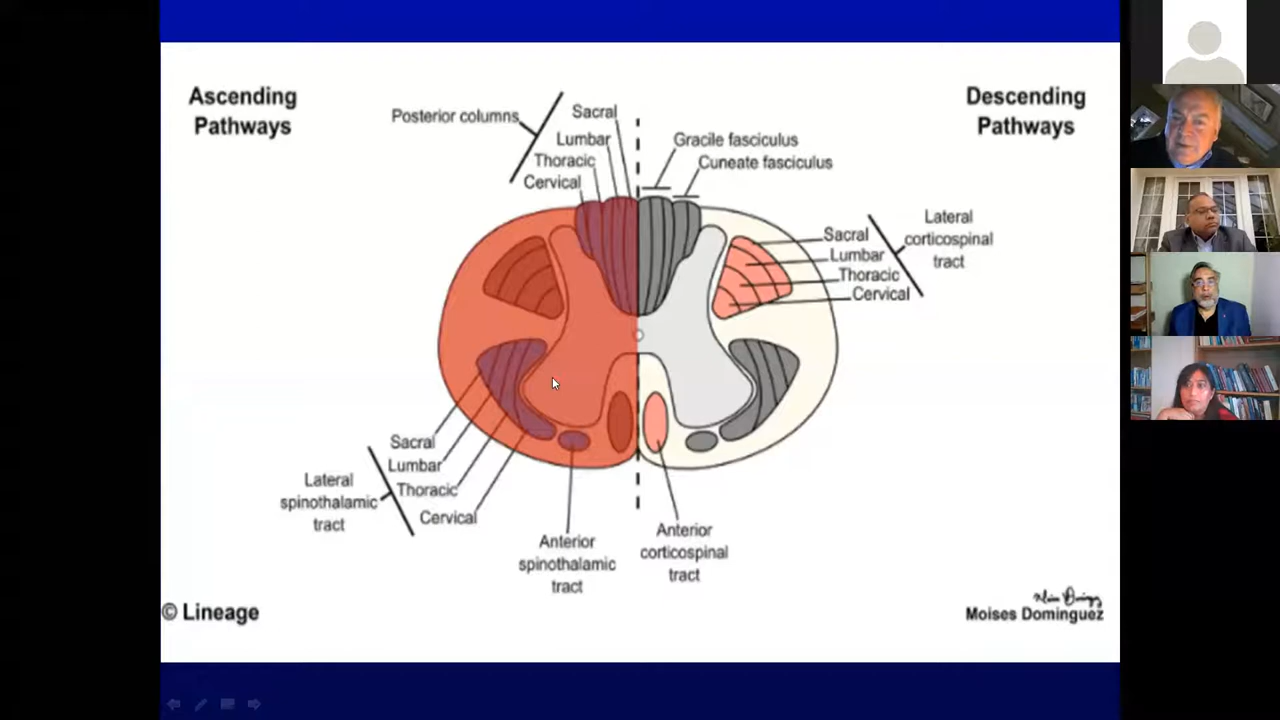 Ascending
Pathways
Descending
Pathways
Posterior columns
Sacral
Lumbar
Thoracic
Cervical
Gracile fasciculus
Cuneate fasciculus
Sacral
Lumbar
Thoracic
Cervical
Lateral
corticospinal
tract
Lateral
spinothalamic
tract
Sacral
Lumbar
Thoracic
Cervical
Anterior
spinothalamic
tract
Anterior
corticospinal
tract
© Lineage
Moises Dominguez